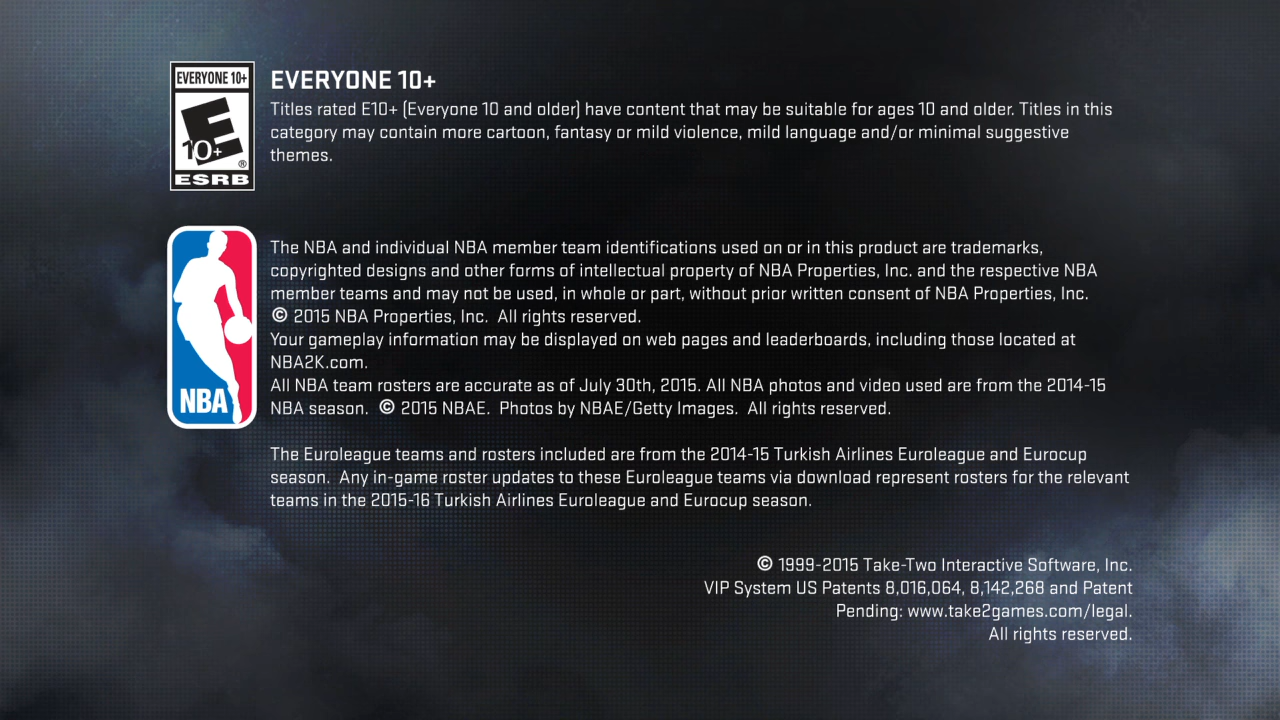 EVERYONE 10+
EVERYONE 10+
Titles rated E10+ (Everyone 10 and older) have content that may be suitable for ages 10 and older. Titles in this
category may contain more cartoon, fantasy or mild violence, mild language and/or minimal suggestive
themes.
E
10+
®
ESRB
The NBA and individual NBA member team identifications used on or in this product are trademarks,
copyrighted designs and other forms of intellectual property of NBA Properties, Inc. and the respective NBA
member teams and may not be used, in whole or part, without prior written consent of NBA Properties, Inc.
© 2015 NBA Properties, Inc.  All rights reserved.
Your gameplay information may be displayed on web pages and leaderboards, including those located at
NBA2K.com.
All NBA team rosters are accurate as of July 30th, 2015. All NBA photos and video used are from the 2014-15
NBA season.  © 2015 NBAE.  Photos by NBAE/Getty Images.  All rights reserved.
NBA
The Euroleague teams and rosters included are from the 2014-15 Turkish Airlines Euroleague and Eurocup
season.  Any in-game roster updates to these Euroleague teams via download represent rosters for the relevant
teams in the 2015-16 Turkish Airlines Euroleague and Eurocup season.
© 1999-2015 Take-Two Interactive Software, Inc.
VIP System US Patents 8,016,064, 8,142,268 and Patent
Pending: www.take2games.com/legal.
All rights reserved.